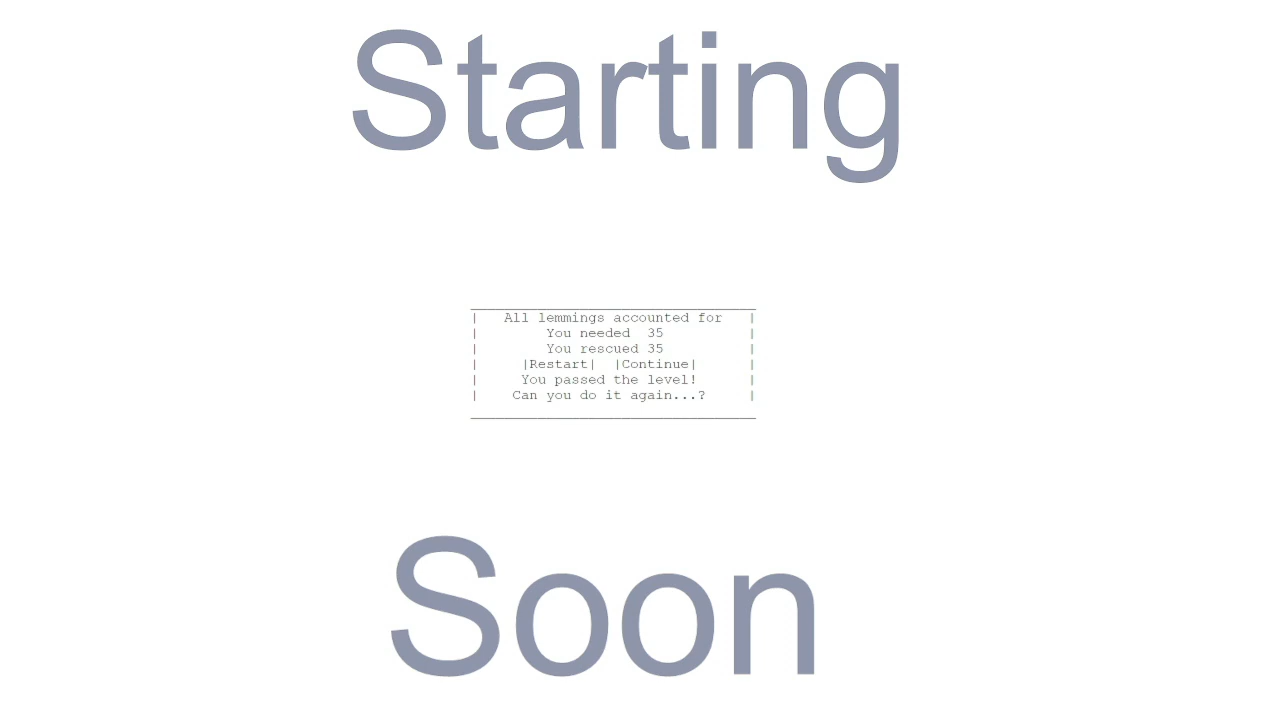 Starting
All lemmings accounted for
You needed 35
You rescued 35
|Restart| |Continue|
You passed the level!
Can you do it again...?
Soon